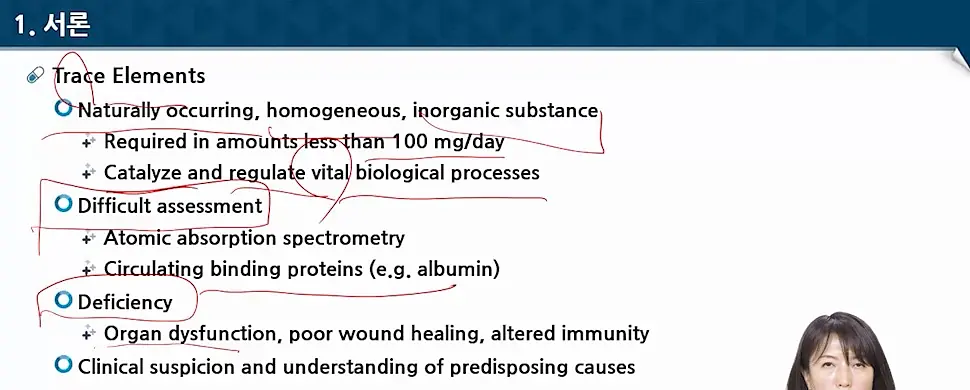 1. 서론
Trace Elements
Naturally occurring, homogeneous, inorganic substance
Required in amounts less than 100 mg/day
Catalyze and regulate vital biological processes
Difficult assessment
Atomic absorption spectrometry
Circulating binding proteins (e.g. albumin)
Deficiency
Organ dysfunction, poor wound healing, altered immunity
Clinical suspicion and understanding of predisposing causes